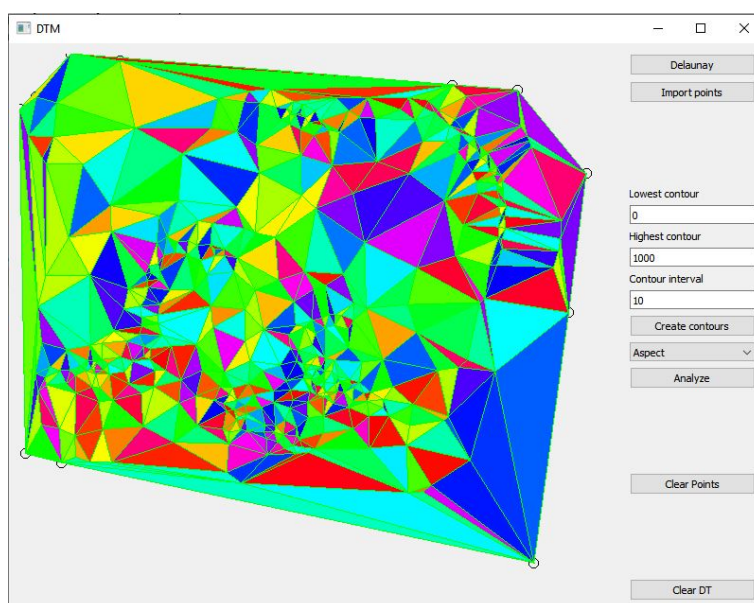 DTM
Delaunay
Import points
Lowest contour
0
Highest contour
1000
Contour interval
10
Create contours
Aspect
Analyze
Clear Points
Clear DT